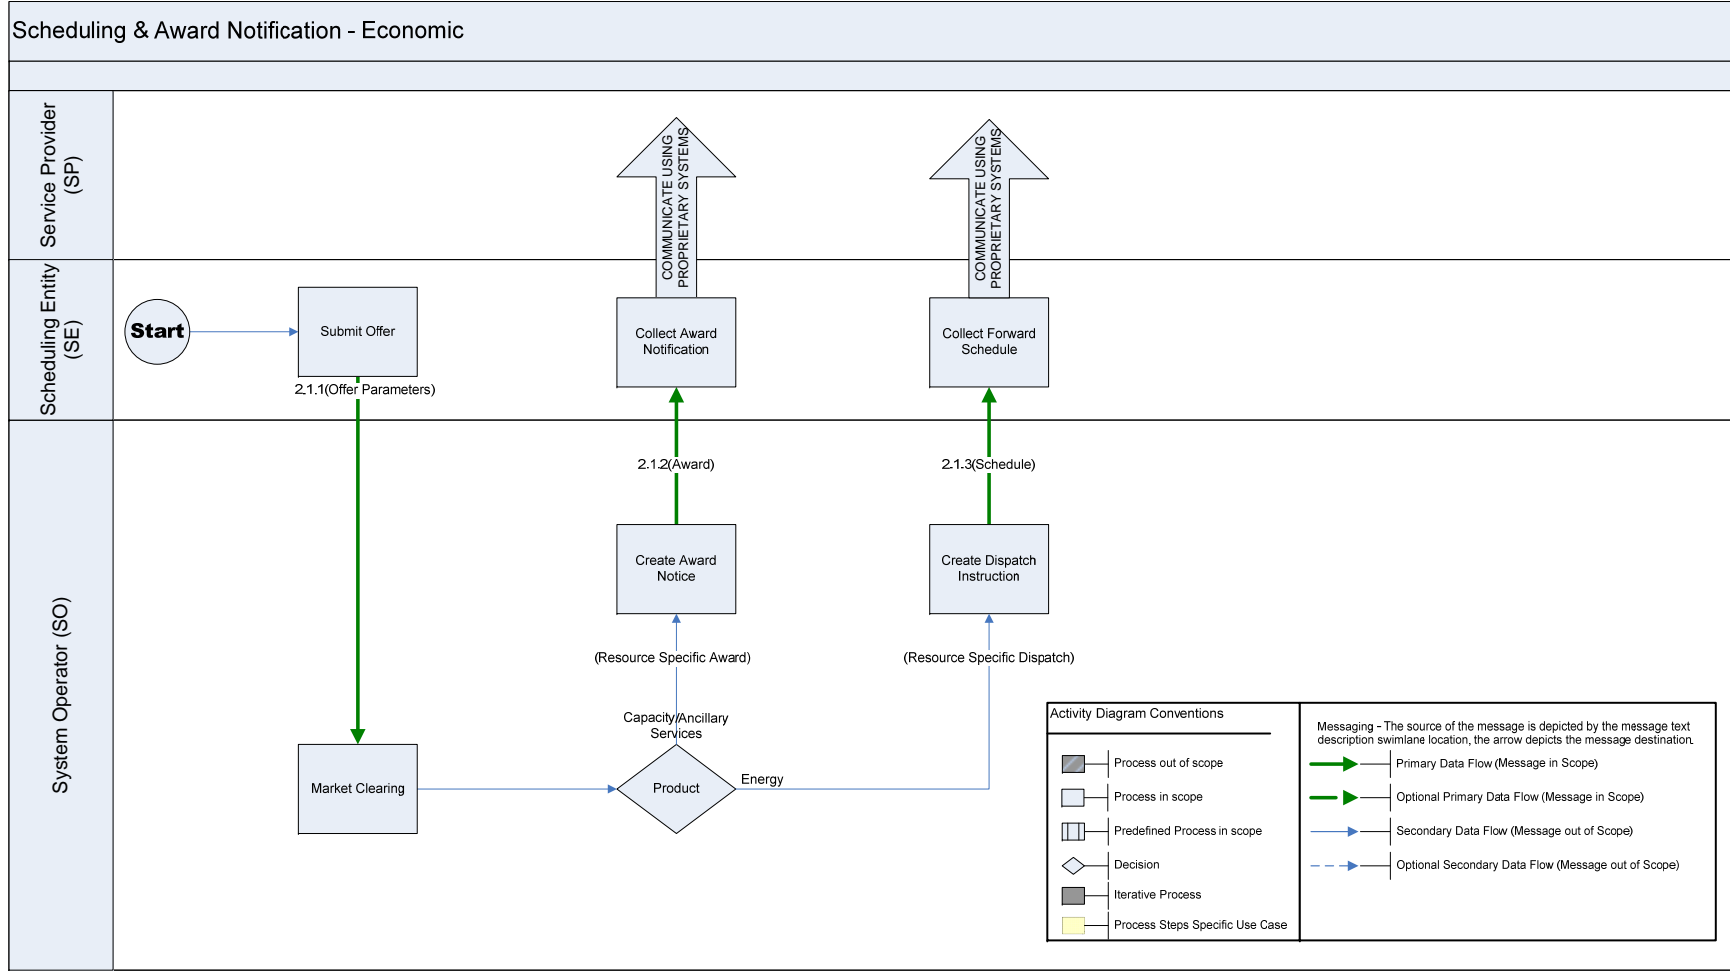 Scheduling & Award Notification - Economic
Service Provider
(SP)
COMMUNICATE USING
PROPRIETARY SYSTEMS
COMMUNICATE USING
PROPRIETARY SYSTEMS
Scheduling Entity
(SE)
Start
Submit Offer
Collect Award
Notification
Collect Forward
Schedule
2.1.1(Offer Parameters)
System Operator (SO)
2.1.2(Award)
2.1.3(Schedule)
Create Award
Notice
Create Dispatch
Instruction
(Resource Specific Award)
(Resource Specific Dispatch)
Capacity/Ancillary
Services
Market Clearing
Product
Energy
Activity Diagram Conventions
Process out of scope
Process in scope
Predefined Process in scope
Decision
Iterative Process
Process Steps Specific Use Case
Messaging - The source of the message is depicted by the message text
description swimlane location, the arrow depicts the message destination.
Primary Data Flow (Message in Scope)
Optional Primary Data Flow (Message in Scope)
Secondary Data Flow (Message out of Scope)
Optional Secondary Data Flow (Message out of Scope)